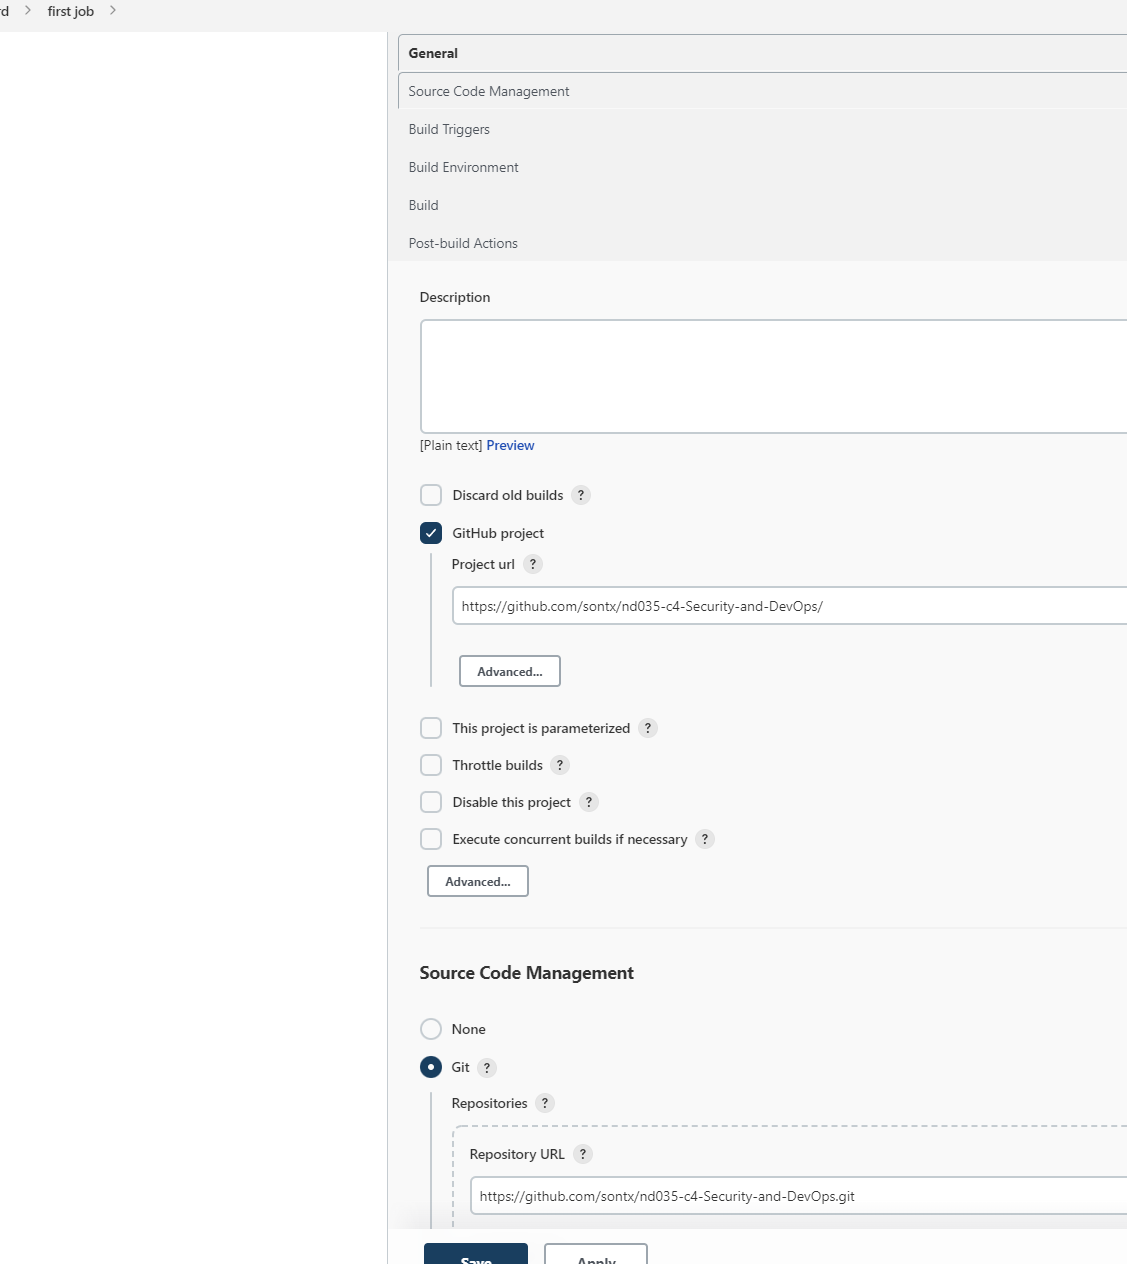 first job
General
Source Code Management
Build Triggers
Build Environment
Build
Post-build Actions
Description
[Plain text] Preview
Discard old builds ?
GitHub project
Project url ?
https://github.com/sontx/nd035-c4-Security-and-DevOps/
Advanced...
This project is parameterized ?
Throttle builds ?
Disable this project ?
Execute concurrent builds if necessary ?
Advanced...
Source Code Management
None
Git ?
Repositories ?
Repository URL ?
https://github.com/sontx/nd035-c4-Security-and-DevOps.git
Save Apply